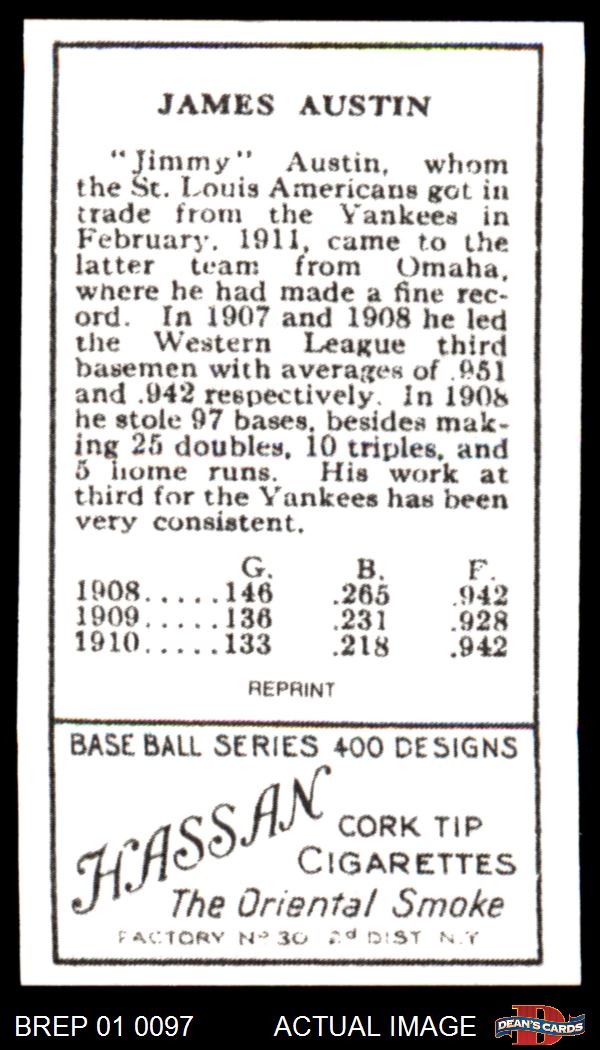 JAMES AUSTIN
"Jimmy" Austin, whom
the St. Louis Americans got in
trade from the Yankees in
February, 1911, came to the
latter team from Omaha,
where he had made a fine rec-
ord. In 1907 and 1908 he led
the Western League third
basemen with averages of .951
and .942 respectively. In 1908
he stole 97 bases, besides mak-
ing 25 doubles, 10 triples, and
5 home runs. His work at
third for the Yankees has been
very consistent.
G. B. F.
1908.....146 .265 .942
1909.....136 .231 .928
1910.....133 .218 .942
REPRINT
BASE BALL SERIES 400 DESIGNS
HASSAN
CORK TIP
CIGARETTES
The Oriental Smoke
FACTORY Nº 30 2d DIST. N.Y.
BREP 01 0097 ACTUAL IMAGE
D
DEAN'S CARDS